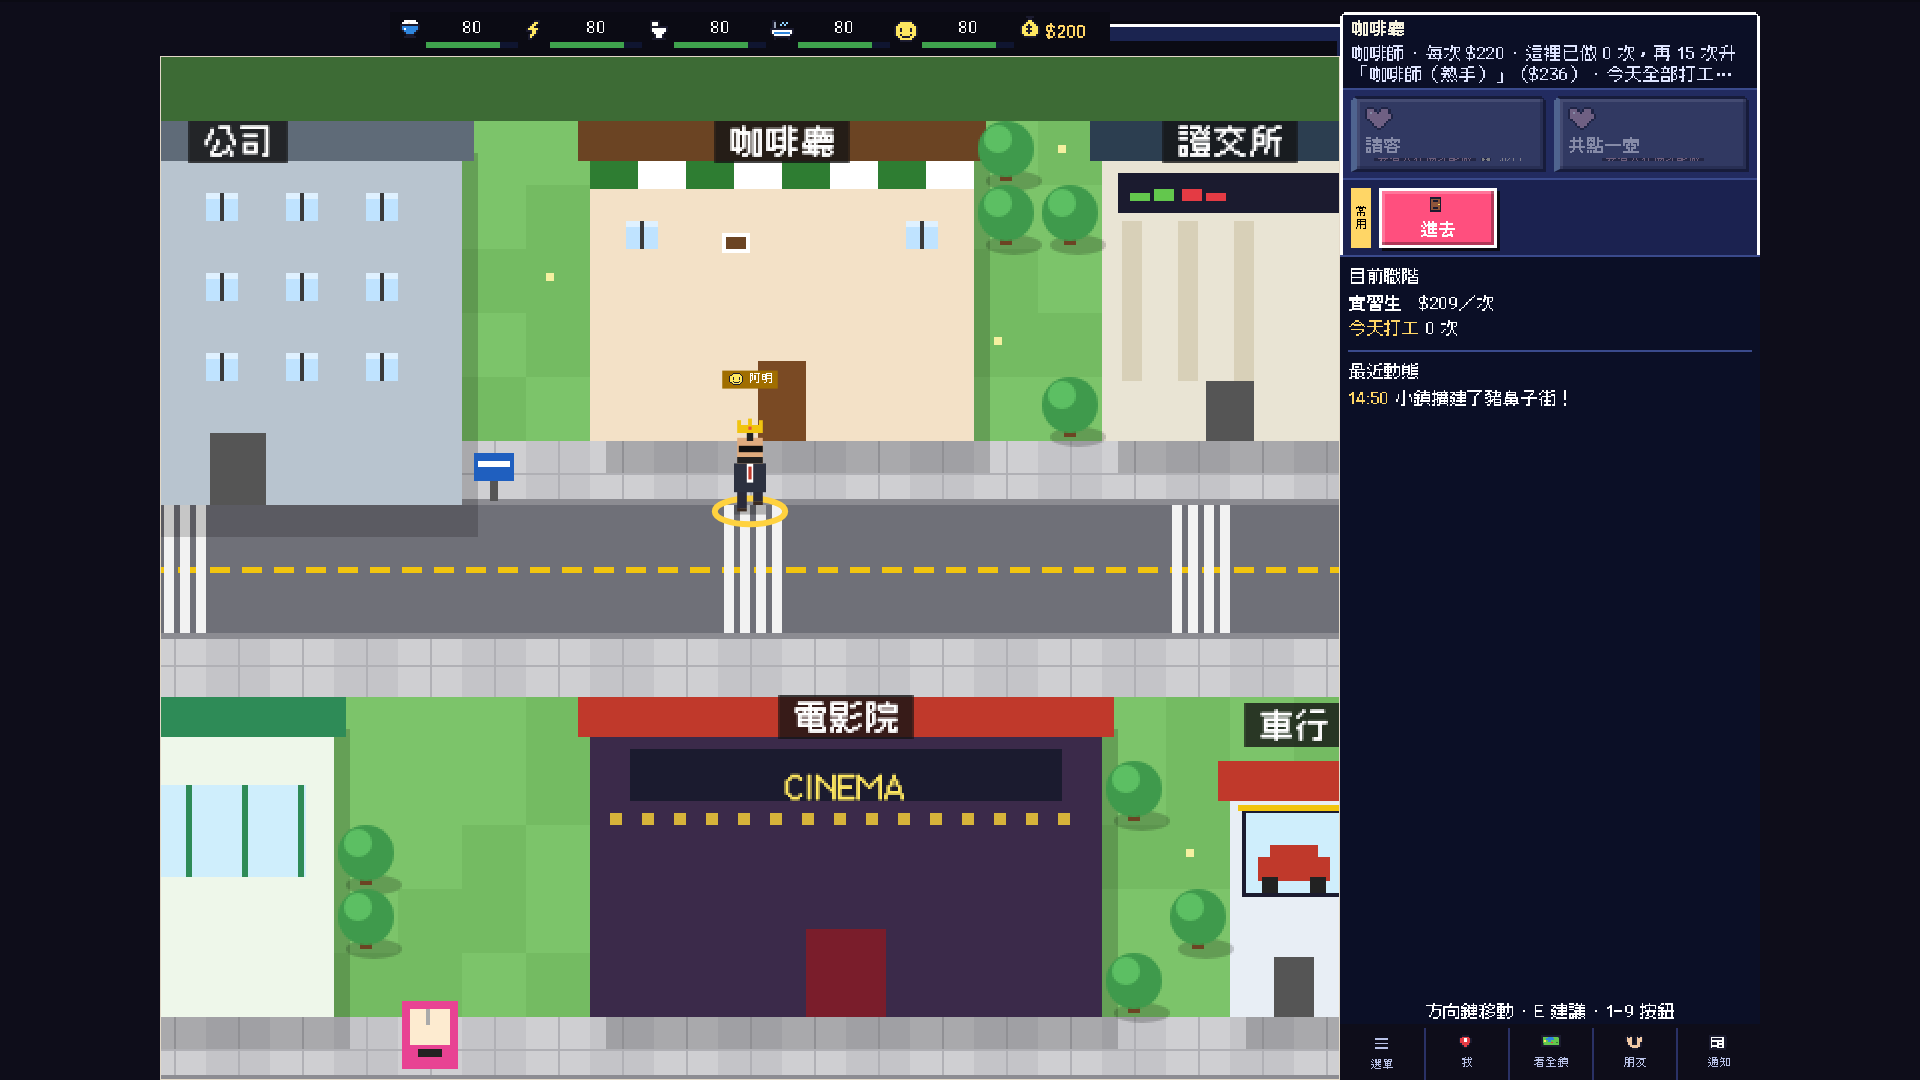 80 80 80 80 80 $200
咖啡廳
咖啡師・每次 $220・這裡已做 0 次，再 15 次升
「咖啡師（熟手）」（$236）・今天全部打工…
請客
共點一壺
常用
進去
目前職階
實習生 $209／次
今天打工 0 次
最近動態
14:50 小鎮擴建了豬鼻子街！
公司
咖啡廳
證交所
阿明
電影院
CINEMA
車行
方向鍵移動・E 建議・1-9 按鈕
選單
我
看全鎮
朋友
通知